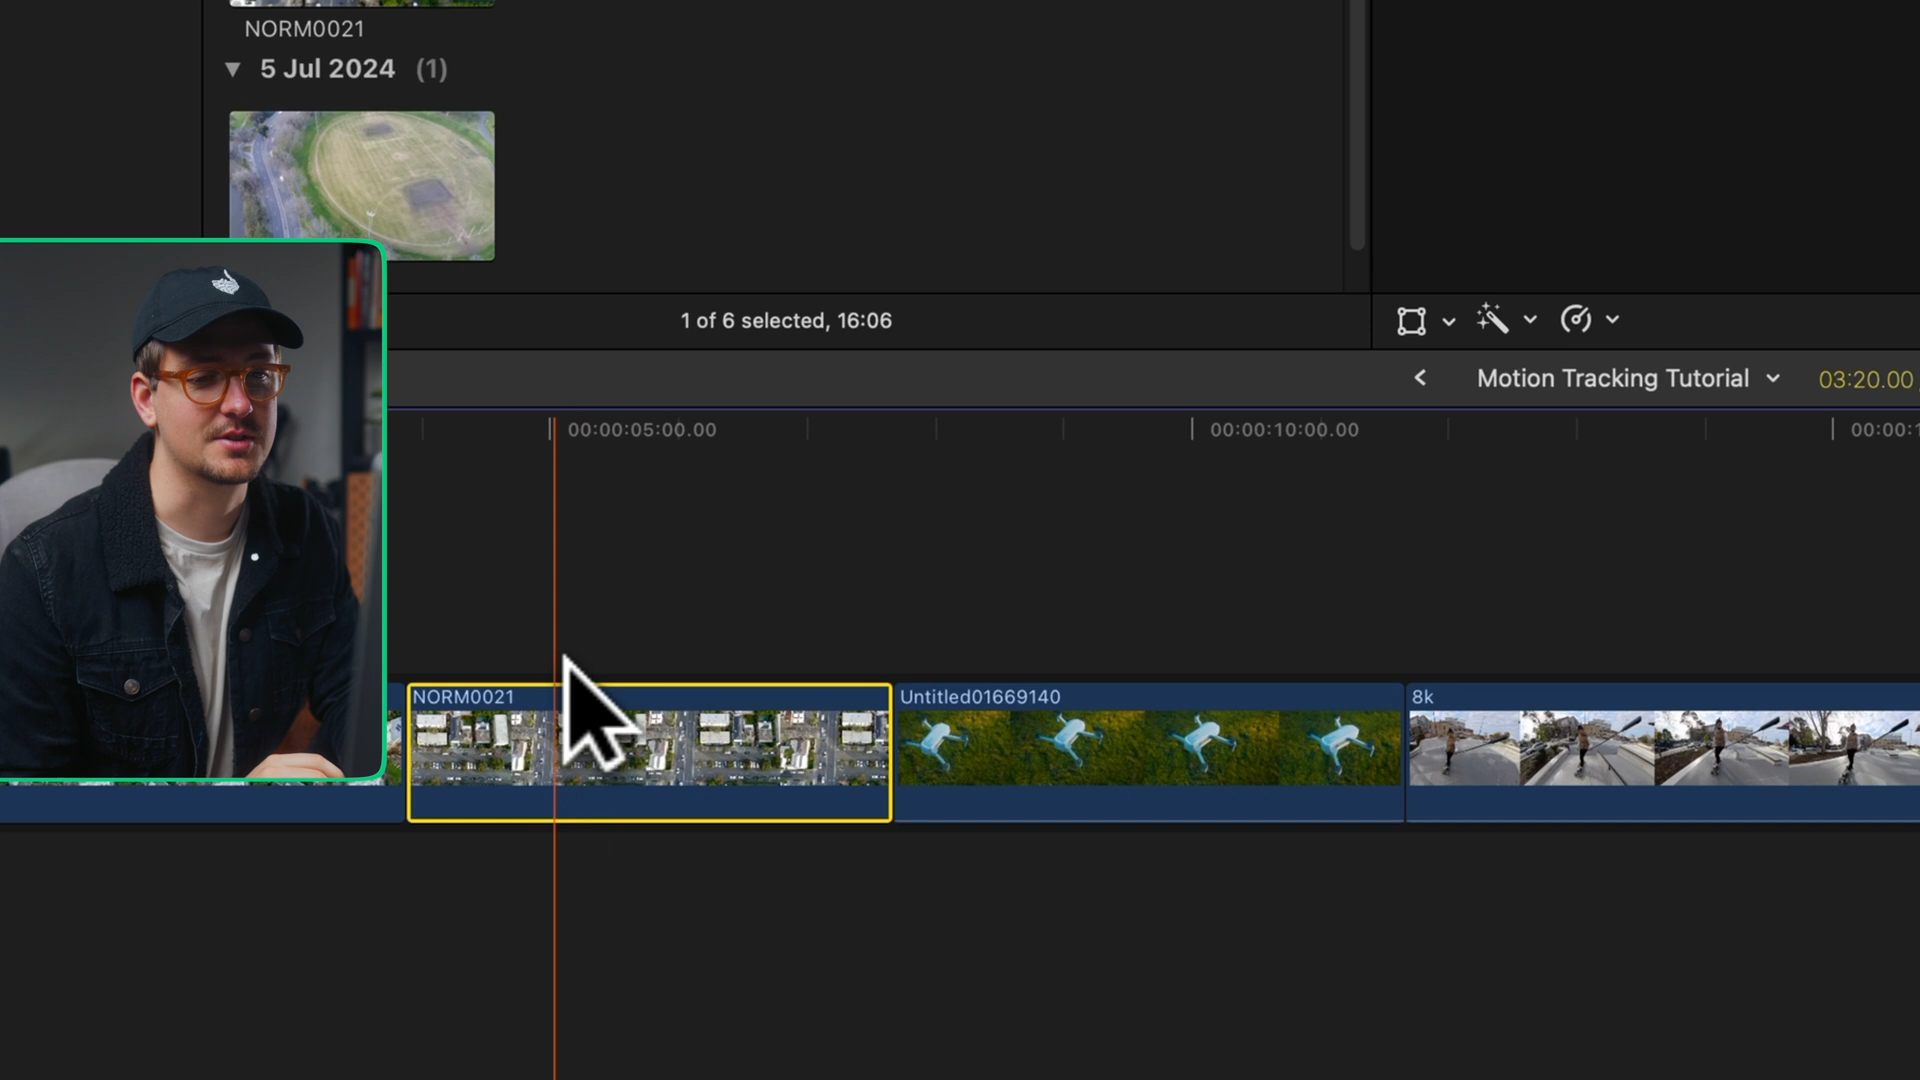 NORM0021
5 Jul 2024 (1)
1 of 6 selected, 16:06
Motion Tracking Tutorial 03:20.00
00:00:05:00.00 00:00:10:00.00 00:00:1
NORM0021 Untitled01669140 8k